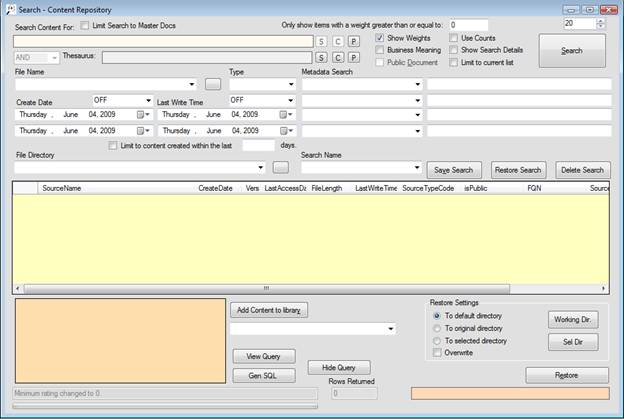 Search - Content Repository
Search Content For: Limit Search to Master Docs Only show items with a weight greater than or equal to: 0 20
S C P Show Weights Use Counts
AND Thesaurus: S C P Business Meaning Show Search Details Search
Public Document Limit to current list
File Name Type Metadata Search
Create Date OFF Last Write Time OFF
Thursday , June 04, 2009 Thursday , June 04, 2009
Thursday , June 04, 2009 Thursday , June 04, 2009
Limit to content created within the last days.
File Directory Search Name
Save Search Restore Search Delete Search
SourceName CreateDate Vers LastAccessDa FileLength LastWriteTime SourceTypeCode isPublic FQN Source
Add Content to library
Restore Settings
To default directory Working Dir.
To original directory
To selected directory Sel Dir
Overwrite
View Query
Gen SQL Hide Query
Rows Returned
Restore
Minimum rating changed to 0. 0